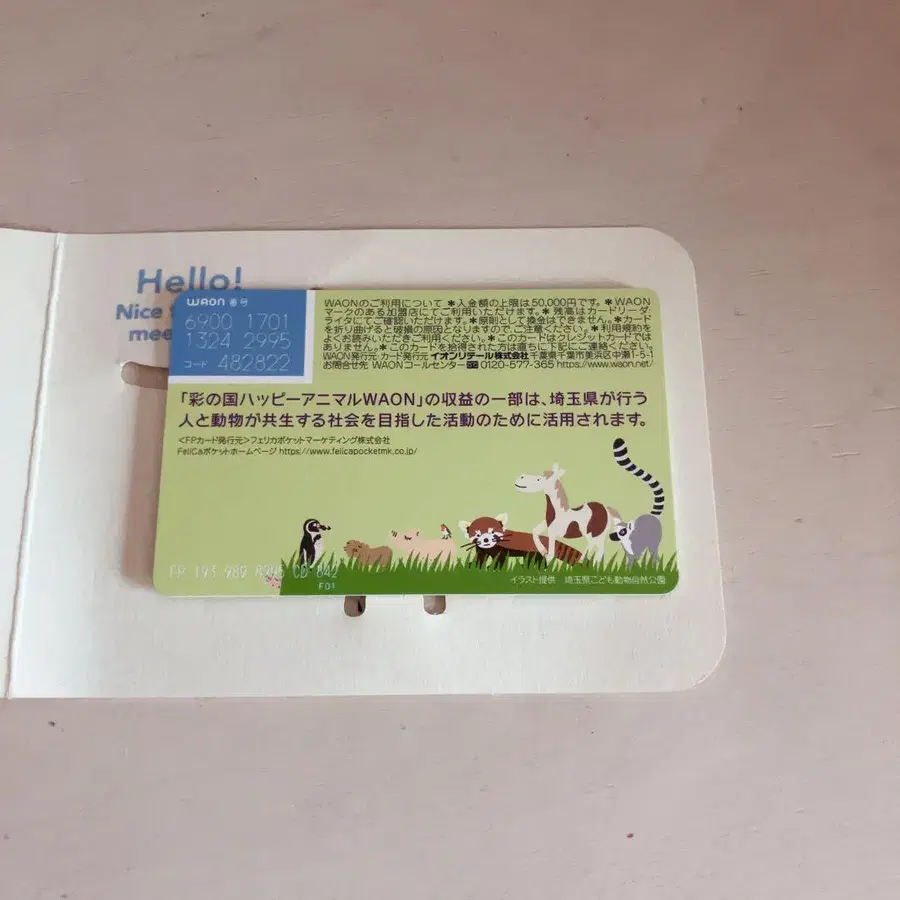 Hello!
Nice
mee
WAON 番号
6900 1701
1324 2995
コード 482822
WAONのご利用について ＊入金額の上限は50,000円です。＊WAON
マークのある加盟店にてご利用いただけます。＊残高はカードリーダ
ライタにてご確認いただけます。＊原則として換金はできません。＊カード
を折り曲げると破損の原因となりますので、ご注意ください。＊利用規約を
よくお読みいただきご利用ください。＊このカードはクレジットカードでは
ありません。＊このカードを拾得された方は直ちに下記にご連絡ください。
WAON発行元 カード発行元 イオンリテール株式会社 千葉県千葉市美浜区中瀬1-5-1
お問合せ先 WAONコールセンター 0120-577-365 https://www.waon.net/
「彩の国ハッピーアニマルWAON」の収益の一部は、埼玉県が行う
人と動物が共生する社会を目指した活動のために活用されます。
<FPカード発行元>フェリカポケットマーケティング株式会社
FeliCaポケットホームページ https://www.felicapocketmk.co.jp/
FP 193 989 CD 842
F01
イラスト提供 埼玉県こども動物自然公園